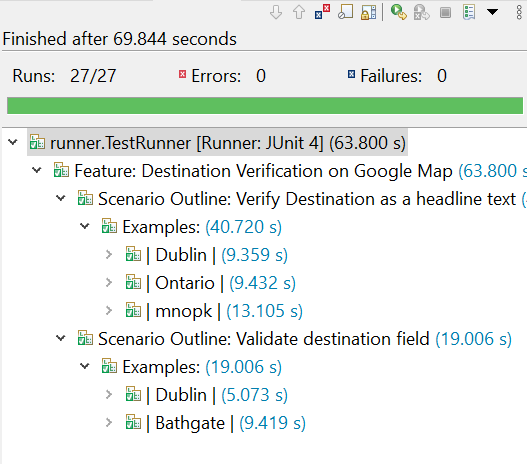 Finished after 69.844 seconds
Runs: 27/27 Errors: 0 Failures: 0
runner.TestRunner [Runner: JUnit 4] (63.800 s)
Feature: Destination Verification on Google Map (63.800 s
Scenario Outline: Verify Destination as a headline text (
Examples: (40.720 s)
| Dublin | (9.359 s)
| Ontario | (9.432 s)
| mnopk | (13.105 s)
Scenario Outline: Validate destination field (19.006 s)
Examples: (19.006 s)
| Dublin | (5.073 s)
| Bathgate | (9.419 s)